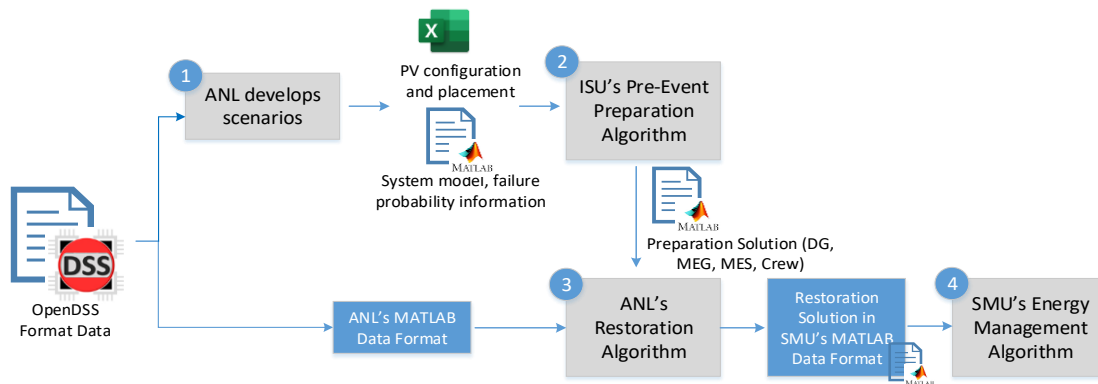 1
ANL develops
scenarios
X
PV configuration
and placement
MATLAB
System model, failure
probability information
2
ISU's Pre-Event
Preparation
Algorithm
MATLAB
Preparation Solution (DG,
MEG, MES, Crew)
DSS
OpenDSS
Format Data
ANL's MATLAB
Data Format
3
ANL's
Restoration
Algorithm
Restoration
Solution in
SMU's MATLAB
Data Format
MATLAB
4
SMU's Energy
Management
Algorithm